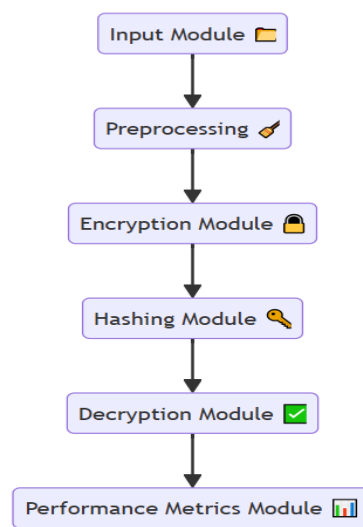 Input Module 📁
Preprocessing 🧹
Encryption Module 🔒
Hashing Module 🔑
Decryption Module ✅
Performance Metrics Module 📊